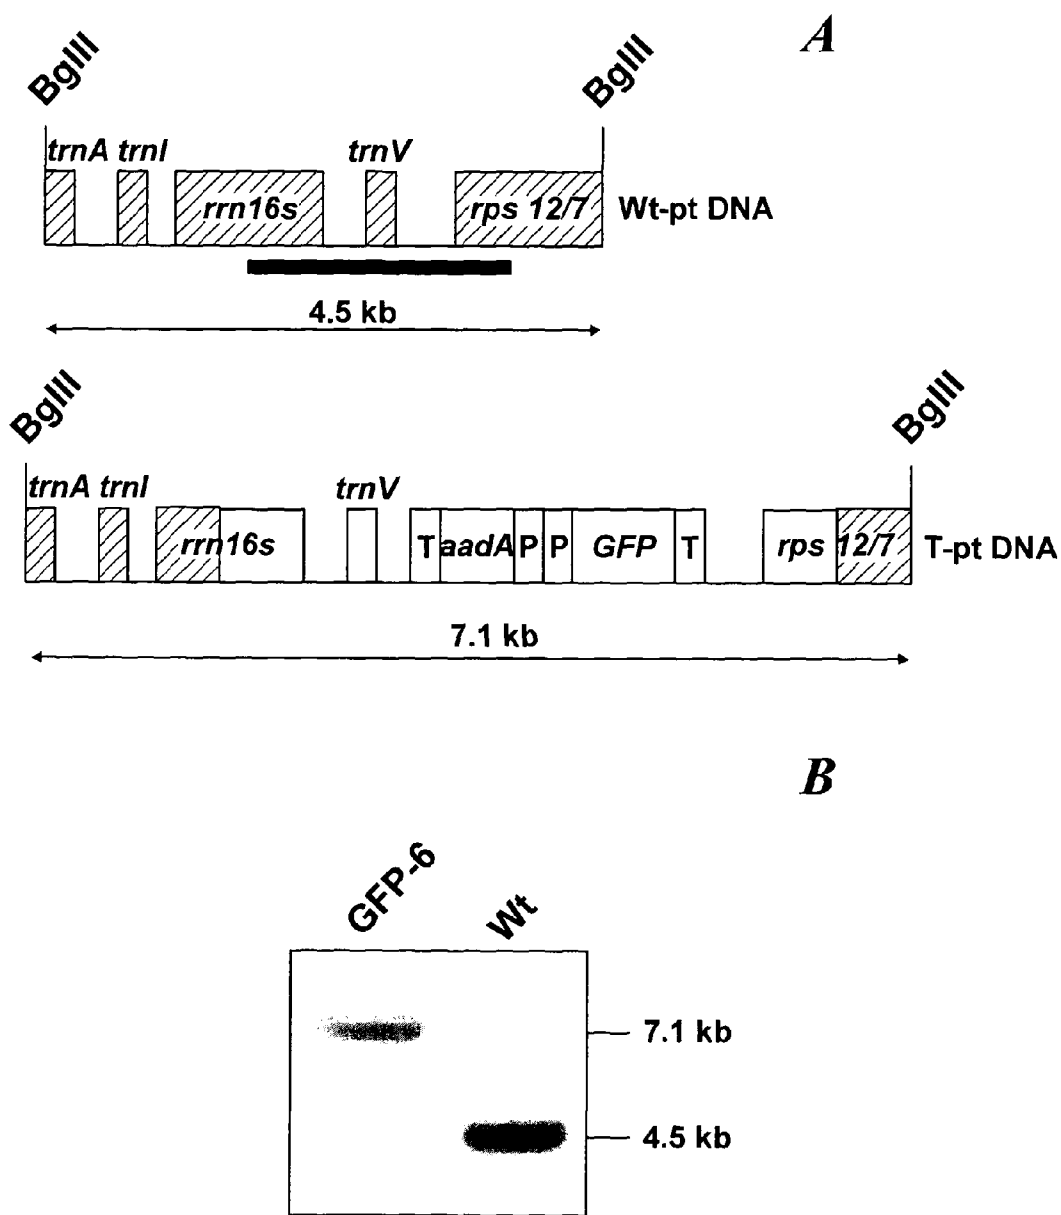 A
BglII BglII
trnA trnI trnV
rrn16s rps 12/7 Wt-pt DNA
4.5 kb
BglII BglII
trnA trnI trnV
rrn16s T aadA P P GFP T rps 12/7 T-pt DNA
7.1 kb
B
GFP-6 Wt
7.1 kb
4.5 kb